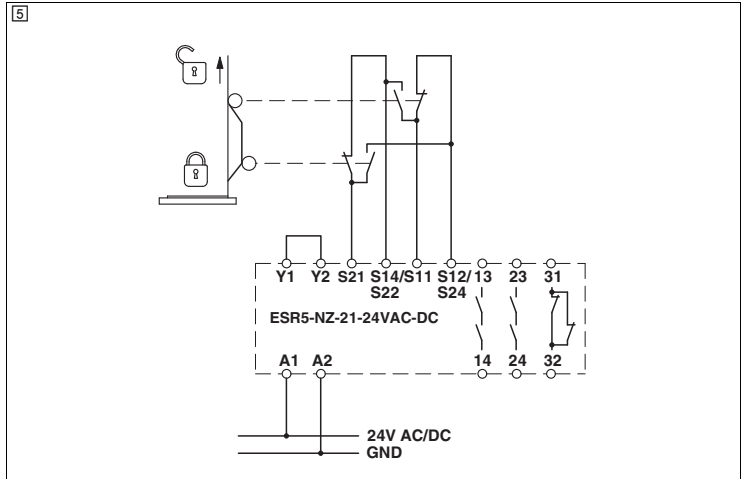 5
Y1 Y2 S21 S14/S11 S12/13 23 31
S22 S24
ESR5-NZ-21-24VAC-DC
A1 A2 14 24 32
24V AC/DC
GND